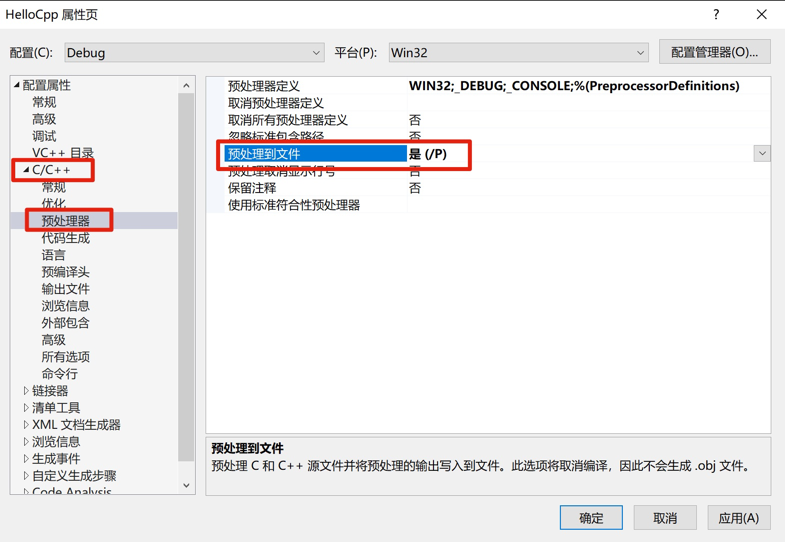 HelloCpp 属性页
?
配置(C):
Debug
平台(P):
Win32
配置管理器(O)...
配置属性
常规
高级
调试
VC++ 目录
C/C++
常规
优化
预处理器
代码生成
语言
预编译头
输出文件
浏览信息
外部包含
高级
所有选项
命令行
链接器
清单工具
XML 文档生成器
浏览信息
生成事件
自定义生成步骤
Code Analysis
预处理器定义 WIN32;_DEBUG;_CONSOLE;%(PreprocessorDefinitions)
取消预处理器定义
取消所有预处理器定义 否
忽略标准包含路径 否
预处理到文件 是 (/P)
预处理取消显示行号 否
保留注释 否
使用标准符合性预处理器
预处理到文件
预处理 C 和 C++ 源文件并将预处理的输出写入到文件。此选项将取消编译，因此不会生成 .obj 文件。
确定
取消
应用(A)